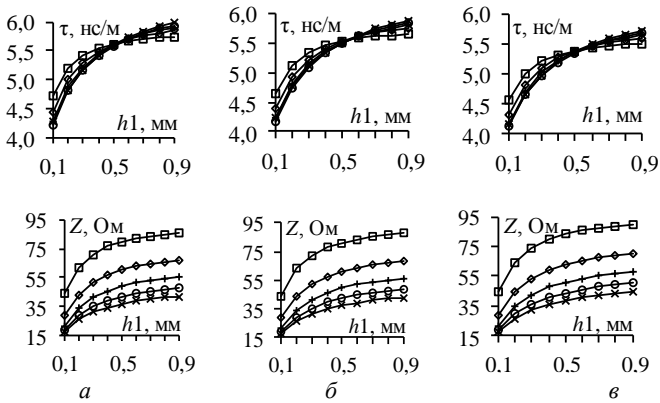 τ, нс/м τ, нс/м τ, нс/м
6,0 6,0 6,0
5,5 5,5 5,5
5,0 5,0 5,0
4,5 4,5 4,5
4,0 4,0 4,0
h1, мм h1, мм h1, мм
0,1 0,5 0,9 0,1 0,5 0,9 0,1 0,5 0,9
95 Z, Ом 95 Z, Ом 95 Z, Ом
75 75 75
55 55 55
35 35 35
h1, мм h1, мм h1, мм
15 15 15
0,1 0,5 0,9 0,1 0,5 0,9 0,1 0,5 0,9
а б в